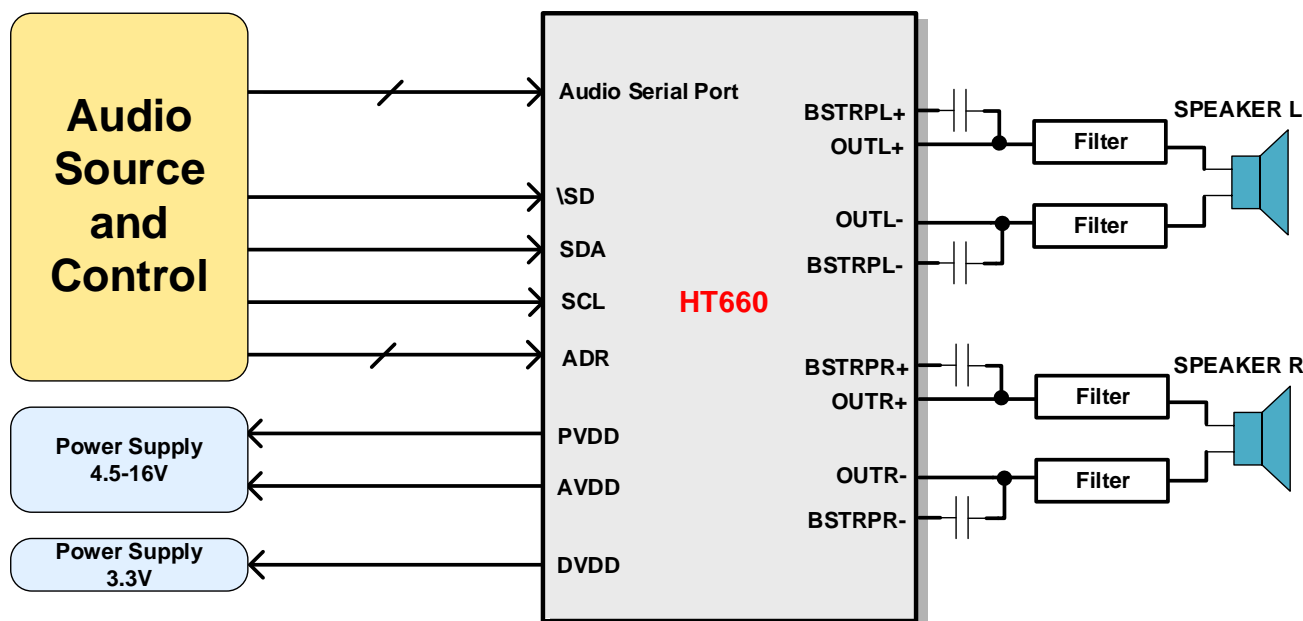 Audio
Source
and
Control
Power Supply
4.5-16V
Power Supply
3.3V
Audio Serial Port
\SD
SDA
SCL
ADR
PVDD
AVDD
DVDD
HT660
BSTRPL+
OUTL+
OUTL-
BSTRPL-
BSTRPR+
OUTR+
OUTR-
BSTRPR-
Filter
Filter
Filter
Filter
SPEAKER L
SPEAKER R